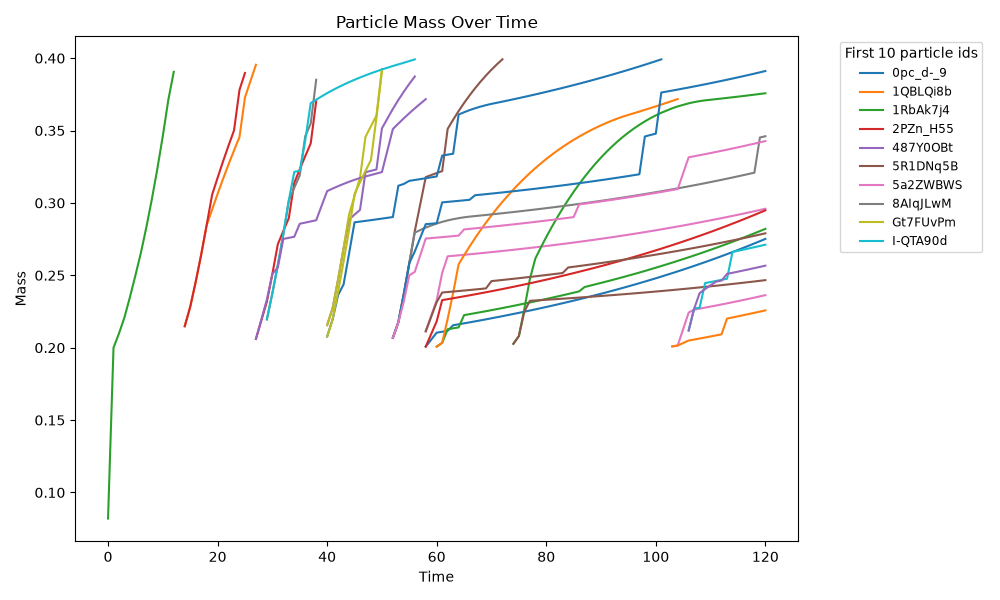 Particle Mass Over Time
Mass
0.40
0.35
0.30
0.25
0.20
0.15
0.10
0
20
40
60
80
100
120
Time
First 10 particle ids
0pc_d-_9
1QBLQi8b
1RbAk7j4
2PZn_H55
487Y0OBt
5R1DNq5B
5a2ZWBWS
8AIqJLwM
Gt7FUvPm
I-QTA90d